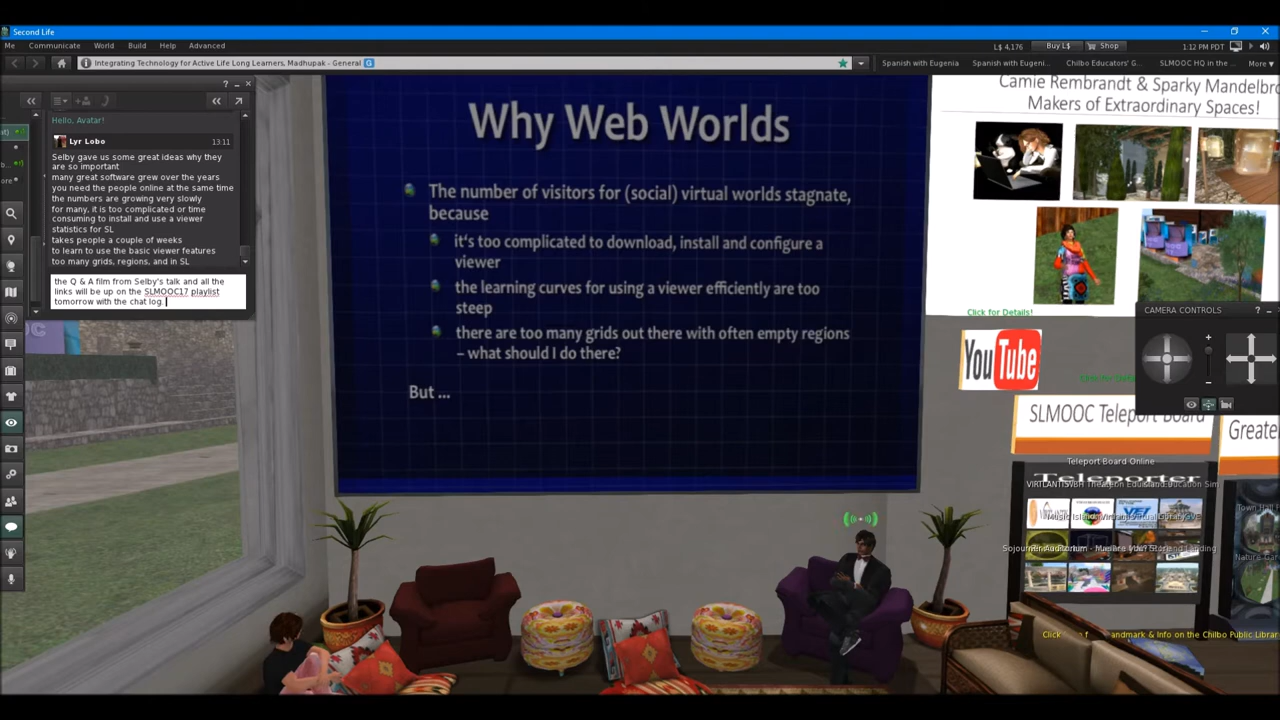 Second Life
Me Communicate World Build Help Advanced
L$ 4,176 Buy L$ Shop 1:12 PM PDT
Integrating Technology for Active Life Long Learners, Madhupak - General G
Spanish with Eugenia Spanish with Eugeni... Chilbo Educators' G... SLMOOC HQ in the ... More ▼
Hello, Avatar!
Lyr Lobo 13:11
Selby gave us some great ideas why they
are so important
many great software grew over the years
you need the people online at the same time
the numbers are growing very slowly
for many, it is too complicated or time
consuming to install and use a viewer
statistics for SL
takes people a couple of weeks
to learn to use the basic viewer features
too many grids, regions, and in SL
the Q & A film from Selby's talk and all the
links will be up on the SLMOOC17 playlist
tomorrow with the chat log.
Why Web Worlds
The number of visitors for (social) virtual worlds stagnate,
because
it's too complicated to download, install and configure a
viewer
the learning curves for using a viewer efficiently are too
steep
there are too many grids out there with often empty regions
– what should I do there?
But ...
Camie Rembrandt & Sparky Mandelbro
Makers of Extraordinary Spaces!
Click for Details!
CAMERA CONTROLS
YouTube
SLMOOC Teleport Board
Greate
Teleport Board Online
Teleporter
Click
andmark & Info on the Chilbo Public Librar